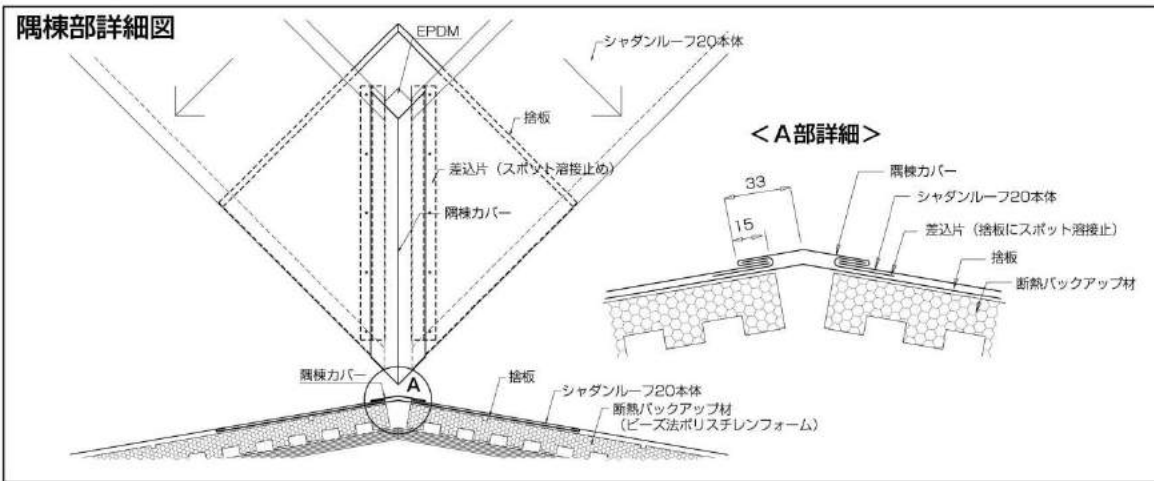 隅棟部詳細図
EPDM
シャダンルーフ20本体
捨板
差込片（スポット溶接止め）
隅棟カバー
隅棟カバー
A
捨板
シャダンルーフ20本体
断熱バックアップ材
（ビーズ法ポリスチレンフォーム）
＜A部詳細＞
33
15
隅棟カバー
シャダンルーフ20本体
差込片（捨板にスポット溶接止）
捨板
断熱バックアップ材